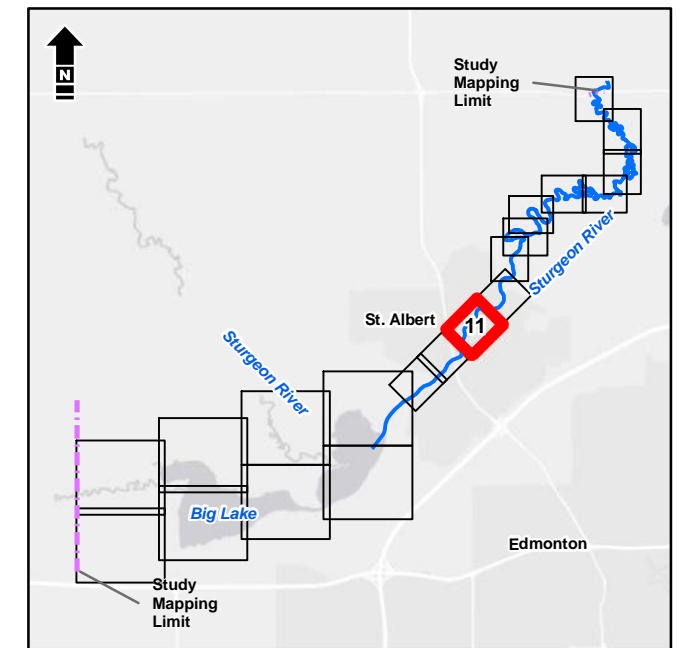 N
Study
Mapping
Limit
Sturgeon River
St. Albert
11
Sturgeon River
Big Lake
Edmonton
Study
Mapping
Limit